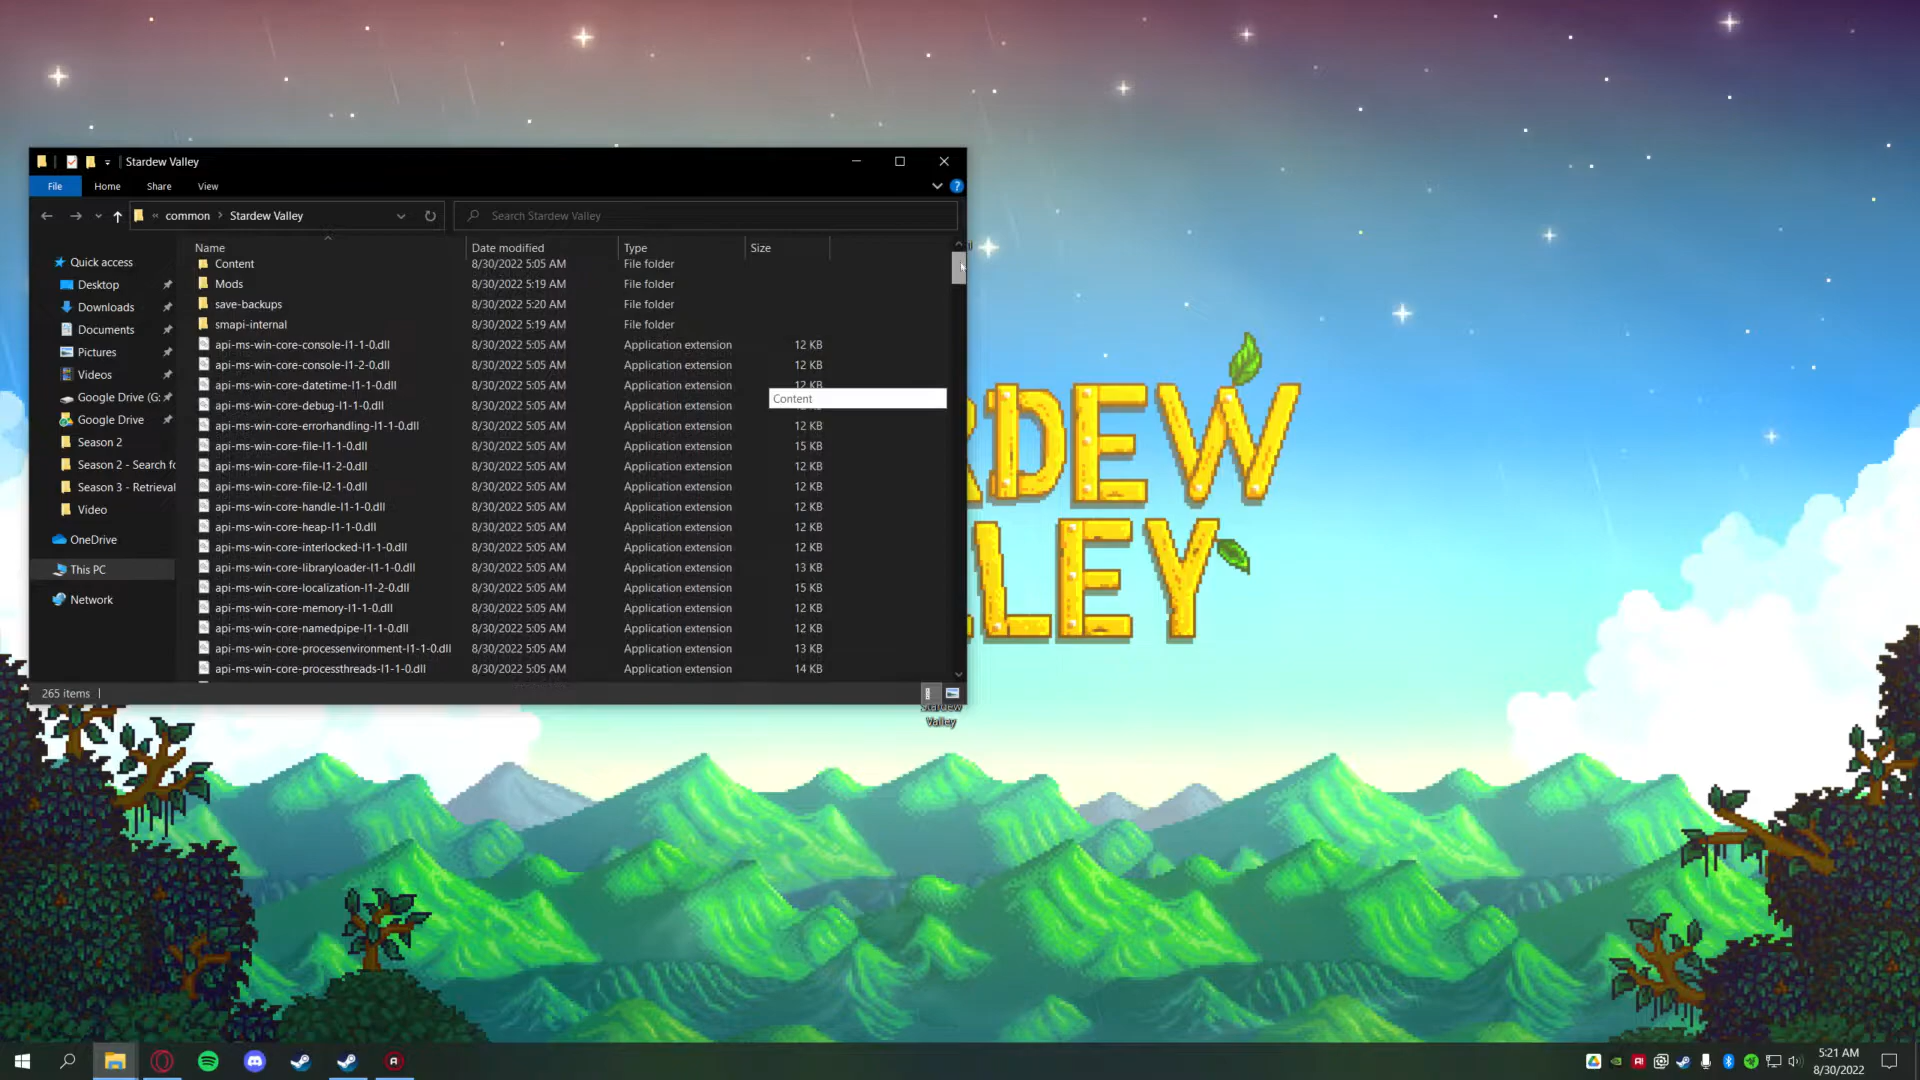 Stardew Valley
File Home Share View
« common > Stardew Valley
Search Stardew Valley
Name Date modified Type Size
Content 8/30/2022 5:05 AM File folder
Mods 8/30/2022 5:19 AM File folder
save-backups 8/30/2022 5:20 AM File folder
smapi-internal 8/30/2022 5:19 AM File folder
api-ms-win-core-console-l1-1-0.dll 8/30/2022 5:05 AM Application extension 12 KB
api-ms-win-core-console-l1-2-0.dll 8/30/2022 5:05 AM Application extension 12 KB
api-ms-win-core-datetime-l1-1-0.dll 8/30/2022 5:05 AM Application extension 12 KB
Content
api-ms-win-core-debug-l1-1-0.dll 8/30/2022 5:05 AM Application extension
api-ms-win-core-errorhandling-l1-1-0.dll 8/30/2022 5:05 AM Application extension 12 KB
api-ms-win-core-file-l1-1-0.dll 8/30/2022 5:05 AM Application extension 15 KB
api-ms-win-core-file-l1-2-0.dll 8/30/2022 5:05 AM Application extension 12 KB
api-ms-win-core-file-l2-1-0.dll 8/30/2022 5:05 AM Application extension 12 KB
api-ms-win-core-handle-l1-1-0.dll 8/30/2022 5:05 AM Application extension 12 KB
api-ms-win-core-heap-l1-1-0.dll 8/30/2022 5:05 AM Application extension 12 KB
api-ms-win-core-interlocked-l1-1-0.dll 8/30/2022 5:05 AM Application extension 12 KB
api-ms-win-core-libraryloader-l1-1-0.dll 8/30/2022 5:05 AM Application extension 13 KB
api-ms-win-core-localization-l1-2-0.dll 8/30/2022 5:05 AM Application extension 15 KB
api-ms-win-core-memory-l1-1-0.dll 8/30/2022 5:05 AM Application extension 12 KB
api-ms-win-core-namedpipe-l1-1-0.dll 8/30/2022 5:05 AM Application extension 12 KB
api-ms-win-core-processenvironment-l1-1-0.dll 8/30/2022 5:05 AM Application extension 13 KB
api-ms-win-core-processthreads-l1-1-0.dll 8/30/2022 5:05 AM Application extension 14 KB
Quick access
Desktop
Downloads
Documents
Pictures
Videos
Google Drive (G:
Google Drive
Season 2
Season 2 - Search fo
Season 3 - Retrieval
Video
OneDrive
This PC
Network
265 items
RDEW
LLEY
Stardew
Valley
5:21 AM
8/30/2022